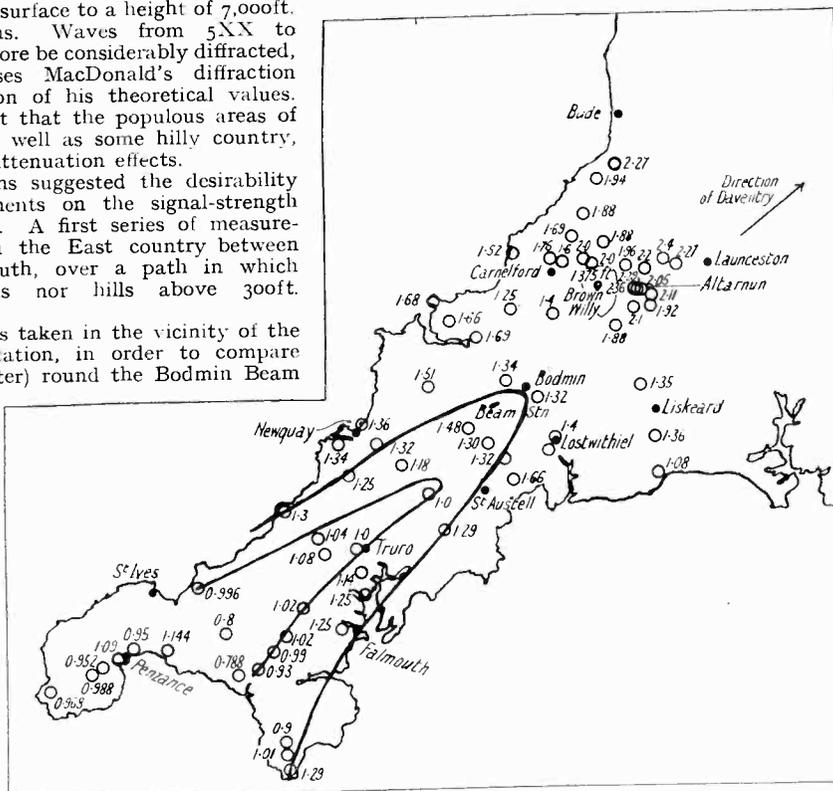 surface to a height of 7,000ft.
ns. Waves from 5XX to
ore be considerably diffracted,
ses MacDonald's diffraction
on of his theoretical values.
t that the populous areas of
well as some hilly country,
ttenuation effects.
ns suggested the desirability
nents on the signal-strength
. A first series of measure-
n the East country between
uth, over a path in which
s nor hills above 300ft.
s taken in the vicinity of the
ation, in order to compare
ter) round the Bodmin Beam
Bude
2·27
1·94
Direction
of Daventry
1·88
1·69
1·88
1·52
1·76
1·6
2·0
2·0
1·96
2·2
2·4
2·27
Launceston
Camelford
1375 ft
2·36
2·05
Altarnun
Brown
Willy
2·11
1·92
2·1
1·88
1·68
1·25
1·4
1·66
1·69
1·51
1·34
Bodmin
1·32
1·35
Beam Stn
Liskeard
Newquay
1·36
1·48
1·4
1·36
1·34
1·32
1·30
Lostwithiel
1·18
1·32
1·08
1·25
1·66
St Austell
1·0
1·3
1·29
1·04
1·0
Truro
1·08
St Ives
1·14
0·996
1·25
1·02
0·8
1·25
1·02
0·95
1·144
1·09
0·99
Falmouth
0·952
0·788
0·93
0·988
Penzance
0·969
0·9
1·01
1·29